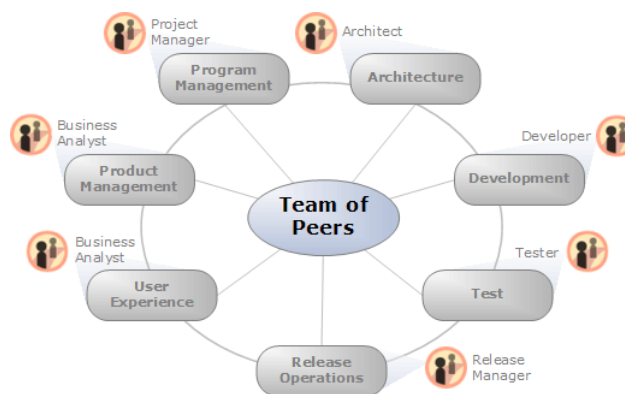 Project
Manager
Program
Management
Architect
Architecture
Business
Analyst
Product
Management
Developer
Development
Team of
Peers
Business
Analyst
User
Experience
Tester
Test
Release
Operations
Release
Manager